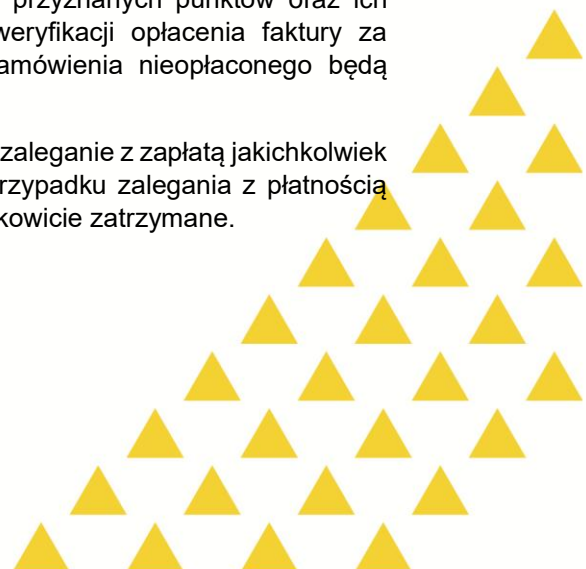 przyznanych punktów oraz ich
weryfikacji opłacenia faktury za
amówienia nieopłaconego będą
zaleganie z zapłatą jakichkolwiek
rzypadku zalegania z płatnością
kowicie zatrzymane.